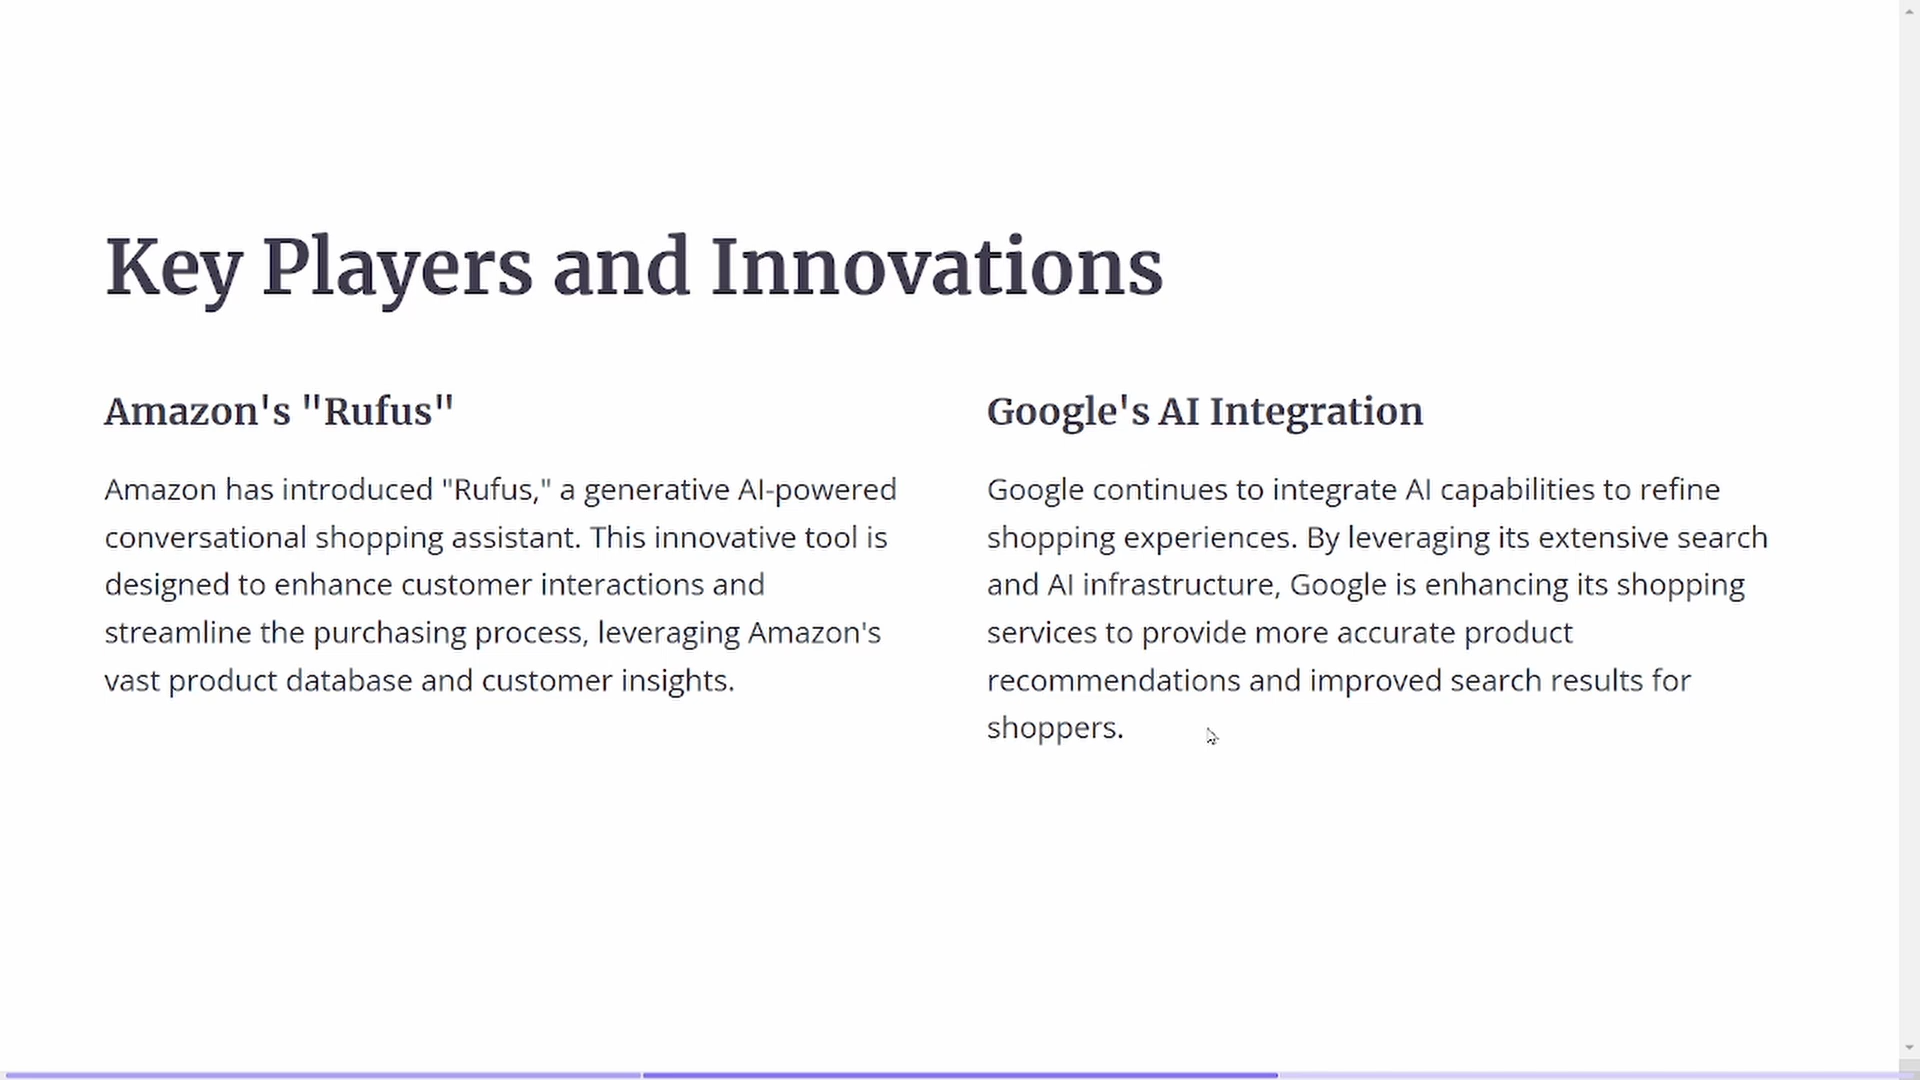 Key Players and Innovations
Amazon's "Rufus"
Amazon has introduced "Rufus," a generative AI-powered
conversational shopping assistant. This innovative tool is
designed to enhance customer interactions and
streamline the purchasing process, leveraging Amazon's
vast product database and customer insights.
Google's AI Integration
Google continues to integrate AI capabilities to refine
shopping experiences. By leveraging its extensive search
and AI infrastructure, Google is enhancing its shopping
services to provide more accurate product
recommendations and improved search results for
shoppers.